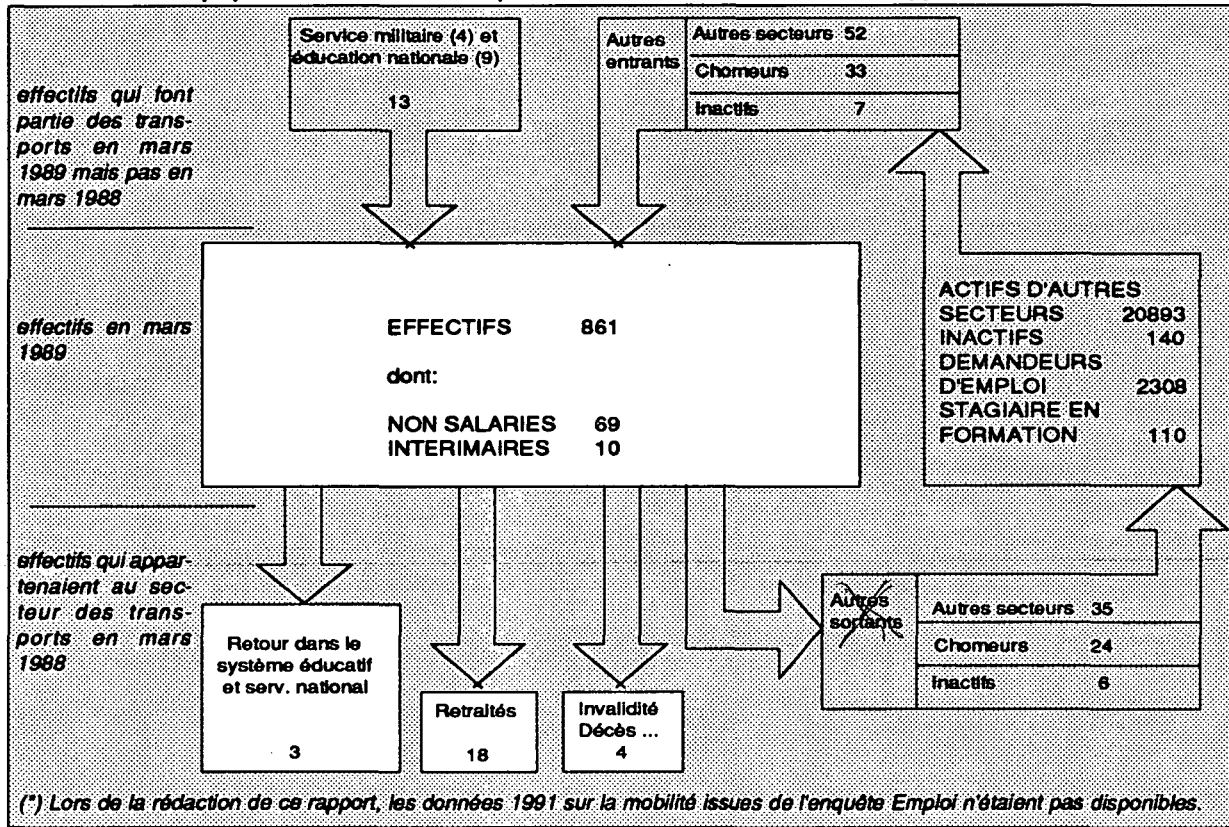 Service militaire (4) et
éducation nationale (9)
13
Autres
entrants
Autres secteurs 52
Chomeurs 33
Inactifs 7
effectifs qui font
partie des trans-
ports en mars
1989 mais pas en
mars 1988
effectifs en mars
1989
EFFECTIFS 861
dont:
NON SALARIES 69
INTERIMAIRES 10
ACTIFS D'AUTRES
SECTEURS 20893
INACTIFS 140
DEMANDEURS
D'EMPLOI 2308
STAGIAIRE EN
FORMATION 110
effectifs qui appar-
tenaient au sec-
teur des trans-
ports en mars
1988
Retour dans le
système éducatif
et serv. national
3
Retraités
18
Invalidité
Décès ...
4
Autres
sortants
Autres secteurs 35
Chomeurs 24
Inactifs 6
(*) Lors de la rédaction de ce rapport, les données 1991 sur la mobilité issues de l'enquête Emploi n'étaient pas disponibles.